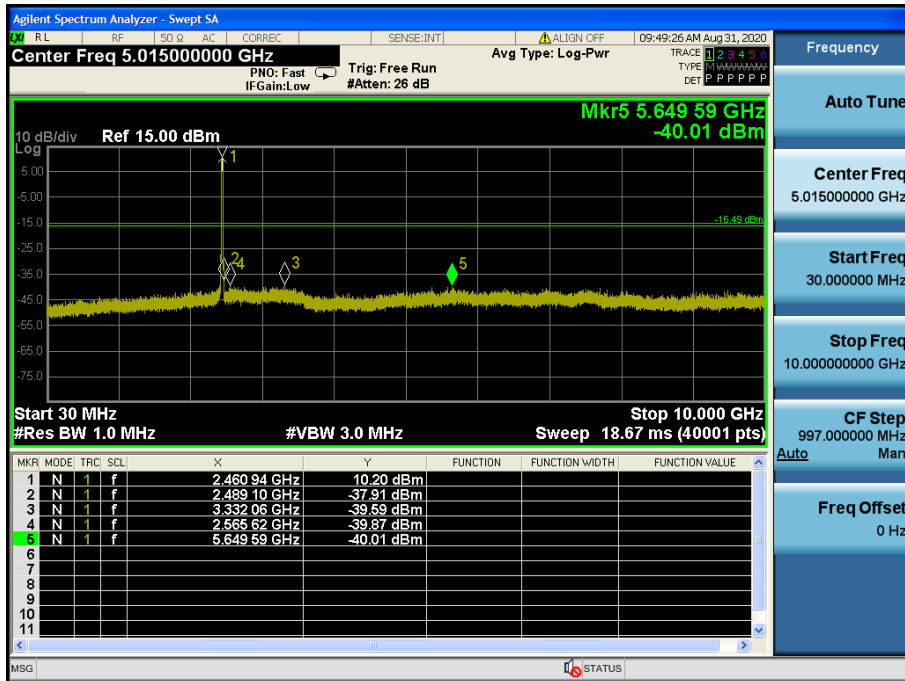 Agilent Spectrum Analyzer - Swept SA
LXI RL RF 50 Ω AC CORREC SENSE:INT ALIGN OFF 09:49:26 AM Aug 31, 2020
Center Freq 5.015000000 GHz
PNO: Fast
IFGain:Low
Trig: Free Run
#Atten: 26 dB
Avg Type: Log-Pwr
TRACE 1 2 3 4 5 6
TYPE M WWWWW
DET P P P P P P
Mkr5 5.649 59 GHz
-40.01 dBm
10 dB/div Ref 15.00 dBm
Log
5.00
-5.00
-15.0
-25.0
-35.0
-45.0
-55.0
-65.0
-75.0
-16.49 dBm
1
2
4
3
5
Start 30 MHz Stop 10.000 GHz
#Res BW 1.0 MHz #VBW 3.0 MHz Sweep 18.67 ms (40001 pts)
MKR MODE TRC SCL X Y FUNCTION FUNCTION WIDTH FUNCTION VALUE
1 N 1 f 2.460 94 GHz 10.20 dBm
2 N 1 f 2.489 10 GHz -37.91 dBm
3 N 1 f 3.332 06 GHz -39.59 dBm
4 N 1 f 2.565 62 GHz -39.87 dBm
5 N 1 f 5.649 59 GHz -40.01 dBm
6
7
8
9
10
11
MSG STATUS
Frequency
Auto Tune
Center Freq
5.015000000 GHz
Start Freq
30.000000 MHz
Stop Freq
10.000000000 GHz
CF Step
997.000000 MHz
Auto Man
Freq Offset
0 Hz